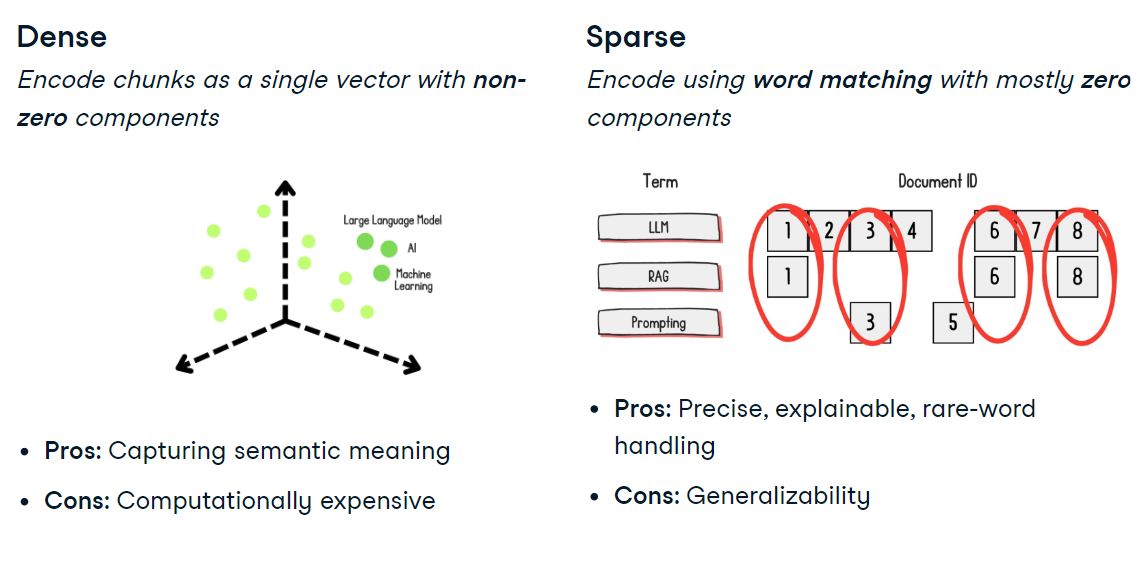 Dense
Encode chunks as a single vector with non-
zero components
Large Language Model
AI
Machine
Learning
• Pros: Capturing semantic meaning
• Cons: Computationally expensive
Sparse
Encode using word matching with mostly zero
components
Term Document ID
LLM 1 2 3 4 6 7 8
RAG 1 6 8
Prompting 3 5
• Pros: Precise, explainable, rare-word
handling
• Cons: Generalizability